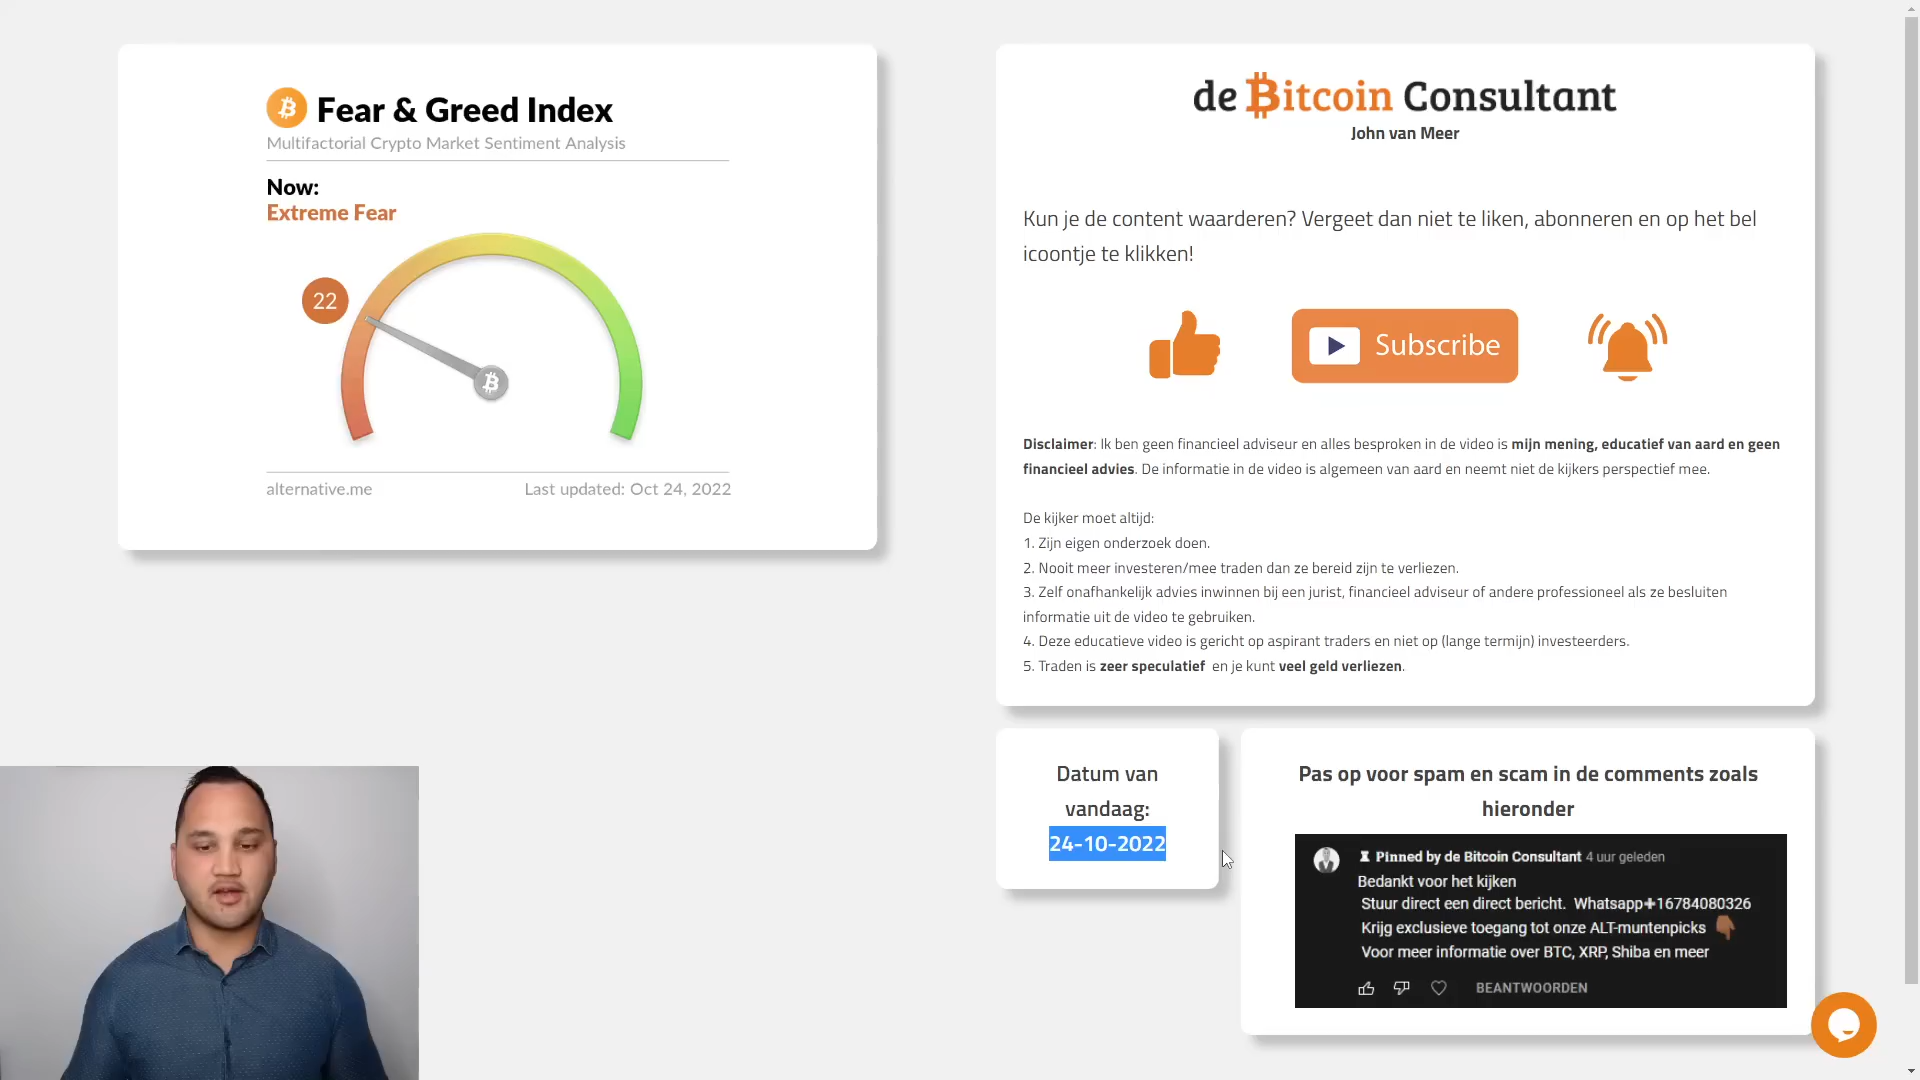 Fear & Greed Index
Multifactorial Crypto Market Sentiment Analysis
Now:
Extreme Fear
22
alternative.me
Last updated: Oct 24, 2022
de Bitcoin Consultant
John van Meer
Kun je de content waarderen? Vergeet dan niet te liken, abonneren en op het bel
icoontje te klikken!
Subscribe
Disclaimer: Ik ben geen financieel adviseur en alles besproken in de video is mijn mening, educatief van aard en geen
financieel advies. De informatie in de video is algemeen van aard en neemt niet de kijkers perspectief mee.
De kijker moet altijd:
1. Zijn eigen onderzoek doen.
2. Nooit meer investeren/mee traden dan ze bereid zijn te verliezen.
3. Zelf onafhankelijk advies inwinnen bij een jurist, financieel adviseur of andere professioneel als ze besluiten
informatie uit de video te gebruiken.
4. Deze educatieve video is gericht op aspirant traders en niet op (lange termijn) investeerders.
5. Traden is zeer speculatief en je kunt veel geld verliezen.
Datum van
vandaag:
24-10-2022
Pas op voor spam en scam in de comments zoals
hieronder
Pinned by de Bitcoin Consultant 4 uur geleden
Bedankt voor het kijken
Stuur direct een direct bericht. Whatsapp+16784080326
Krijg exclusieve toegang tot onze ALT-muntenpicks
Voor meer informatie over BTC, XRP, Shiba en meer
BEANTWOORDEN